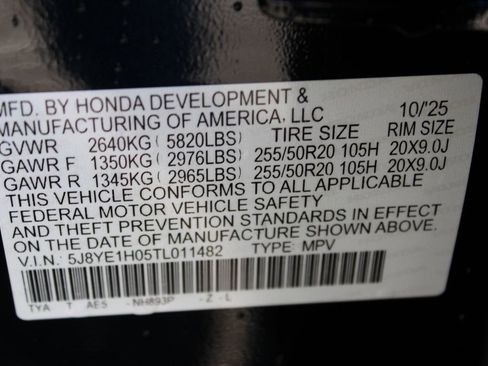 MFD. BY HONDA DEVELOPMENT &
MANUFACTURING OF AMERICA, LLC 10/25
GVWR 2640KG (5820LBS) TIRE SIZE RIM SIZE
GAWR F 1350KG (2976LBS) 255/50R20 105H 20X9.0J
GAWR R 1345KG (2965LBS) 255/50R20 105H 20X9.0J
THIS VEHICLE CONFORMS TO ALL APPLICABLE
FEDERAL MOTOR VEHICLE SAFETY
AND THEFT PREVENTION STANDARDS IN EFFECT
ON THE DATE OF MANUFACTURE SHOWN ABOVE.
V.I.N.: 5J8YE1H05TL011482 TYPE: MPV
TYA T AE5 -NH893P -Z-L